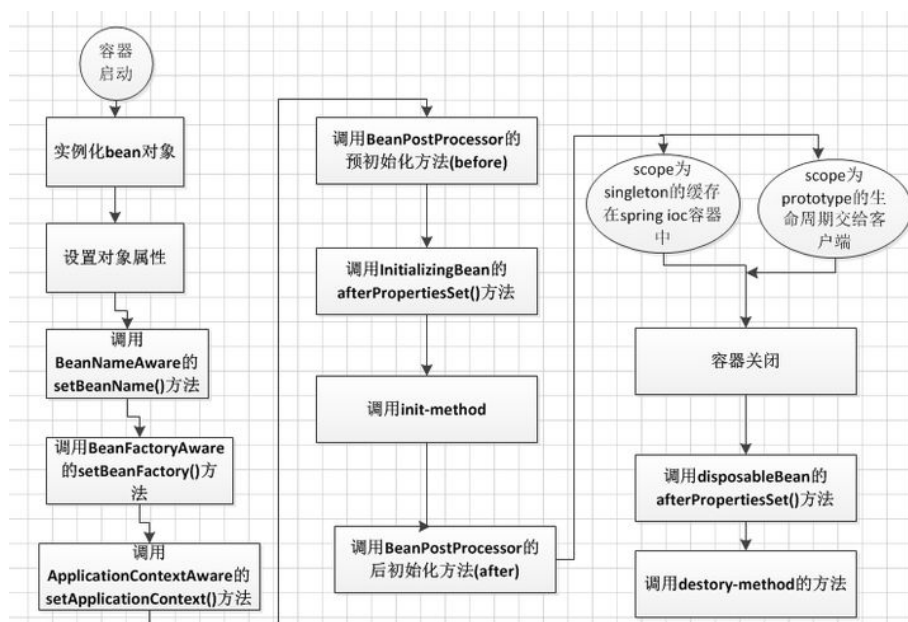 容器
启动
实例化bean对象
设置对象属性
调用
BeanNameAware的
setBeanName()方法
调用BeanFactoryAware
的setBeanFactory()方
法
调用
ApplicationContextAware的
setApplicationContext()方法
调用BeanPostProcessor的
预初始化方法(before)
调用InitializingBean的
afterPropertiesSet()方法
调用init-method
调用BeanPostProcessor的
后初始化方法(after)
scope为
singleton的缓存
在spring ioc容器
中
scope为
prototype的生
命周期交给客
户端
容器关闭
调用disposableBean的
afterPropertiesSet()方法
调用destory-method的方法